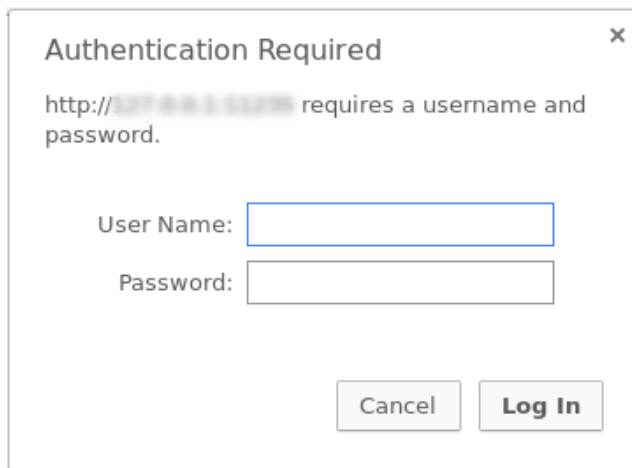 Authentication Required
×
http:// requires a username and
password.
User Name:
Password:
Cancel
Log In